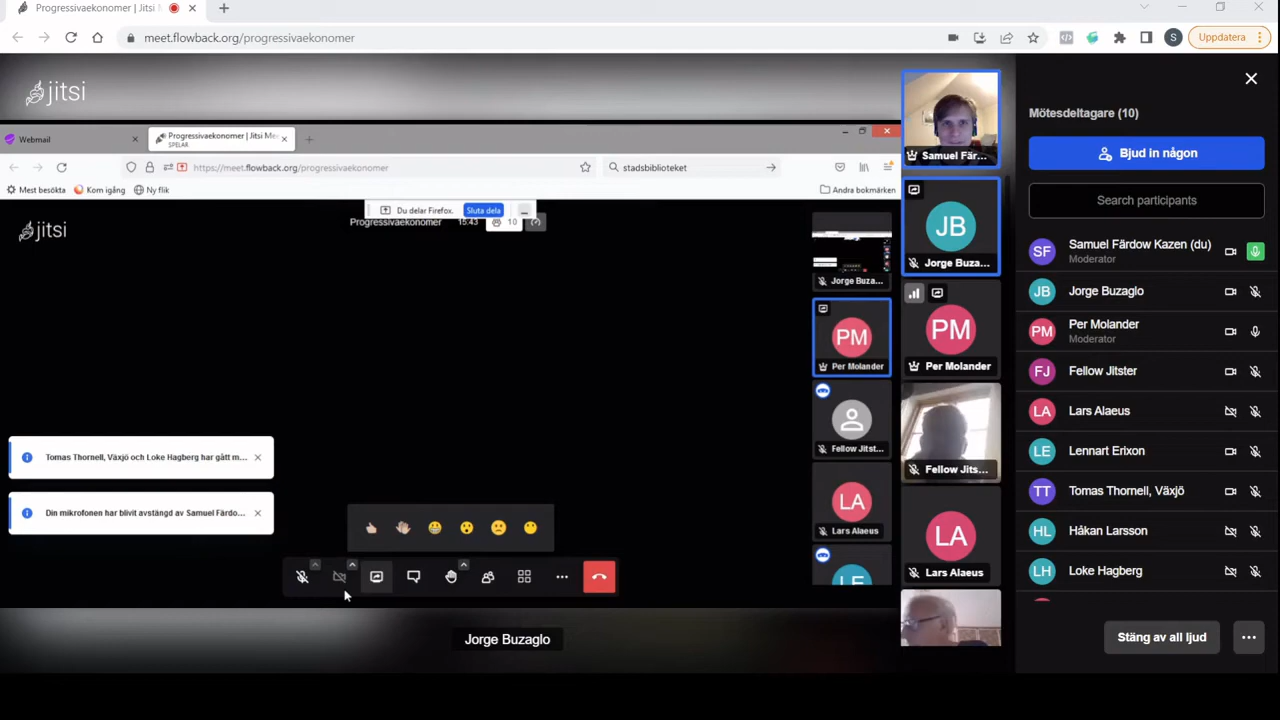 Progressivaekonomer | Jitsi M
meet.flowback.org/progressivaekonomer
S
Uppdatera
jitsi
Webmail
Progressivaekonomer | Jitsi Me
SPELAR
https://meet.flowback.org/progressivaekonomer
stadsbiblioteket
Mest besökta
Kom igång
Ny flik
Andra bokmärken
Du delar Firefox.
Sluta dela
Progressivaekonomer
15:43
10
jitsi
Jorge Buza...
PM
Per Molander
Fellow Jitst...
LA
Lars Alaeus
LE
Tomas Thornell, Växjö och Loke Hagberg har gått m...
Din mikrofonen har blivit avstängd av Samuel Färdo...
Jorge Buzaglo
Samuel Fär...
JB
Jorge Buza...
PM
Per Molander
Fellow Jits...
LA
Lars Alaeus
Mötesdeltagare (10)
Bjud in någon
Search participants
SF
Samuel Färdow Kazen (du)
Moderator
JB
Jorge Buzaglo
PM
Per Molander
Moderator
FJ
Fellow Jitster
LA
Lars Alaeus
LE
Lennart Erixon
TT
Tomas Thornell, Växjö
HL
Håkan Larsson
LH
Loke Hagberg
Stäng av all ljud